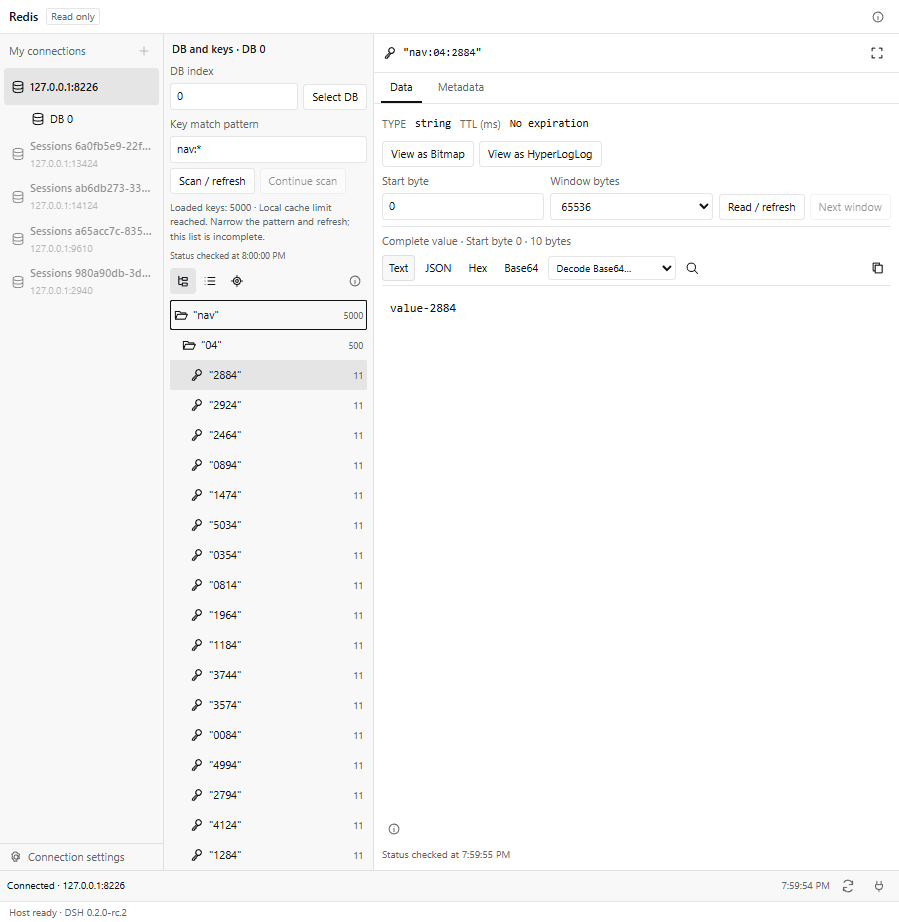 Redis Read only
My connections
127.0.0.1:8226
DB 0
Sessions 6a0fb5e9-22f...
127.0.0.1:13424
Sessions ab6db273-33...
127.0.0.1:14124
Sessions a65acc7c-835...
127.0.0.1:9610
Sessions 980a90db-3d...
127.0.0.1:2940
Connection settings
DB and keys · DB 0
DB index
0 Select DB
Key match pattern
nav:*
Scan / refresh Continue scan
Loaded keys: 5000 · Local cache limit
reached. Narrow the pattern and refresh;
this list is incomplete.
Status checked at 8:00:00 PM
"nav" 5000
"04" 500
"2884" 11
"2924" 11
"2464" 11
"0894" 11
"1474" 11
"5034" 11
"0354" 11
"0814" 11
"1964" 11
"1184" 11
"3744" 11
"3574" 11
"0084" 11
"4994" 11
"2794" 11
"4124" 11
"1284" 11
"nav:04:2884"
Data Metadata
TYPE string TTL (ms) No expiration
View as Bitmap View as HyperLogLog
Start byte Window bytes
0 65536 Read / refresh Next window
Complete value · Start byte 0 · 10 bytes
Text JSON Hex Base64 Decode Base64...
value-2884
Status checked at 7:59:55 PM
Connected · 127.0.0.1:8226 7:59:54 PM
Host ready · DSH 0.2.0-rc.2